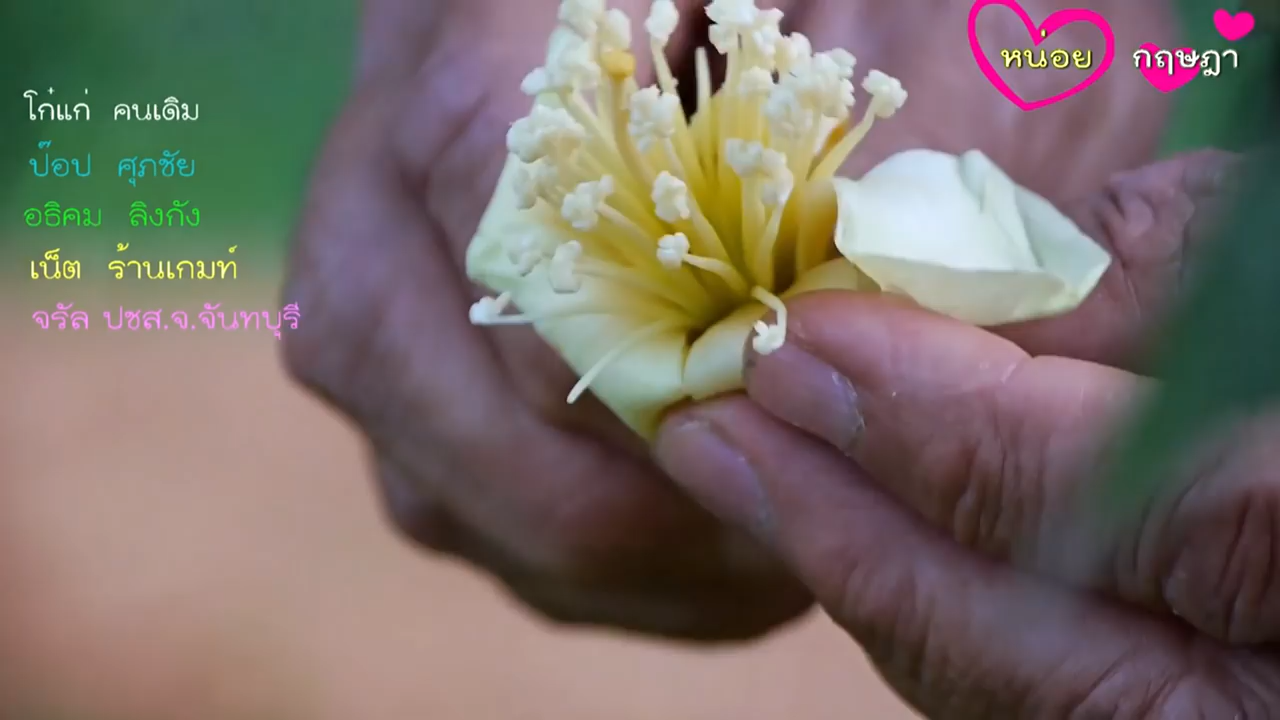 หน่อย กฤษฎา
โก๋แก่ คนเดิม
ป๊อป ศุภชัย
อธิคม ลิงกัง
เน็ต ร้านเกมท์
จรัล ปชส.จ.จันทบุรี